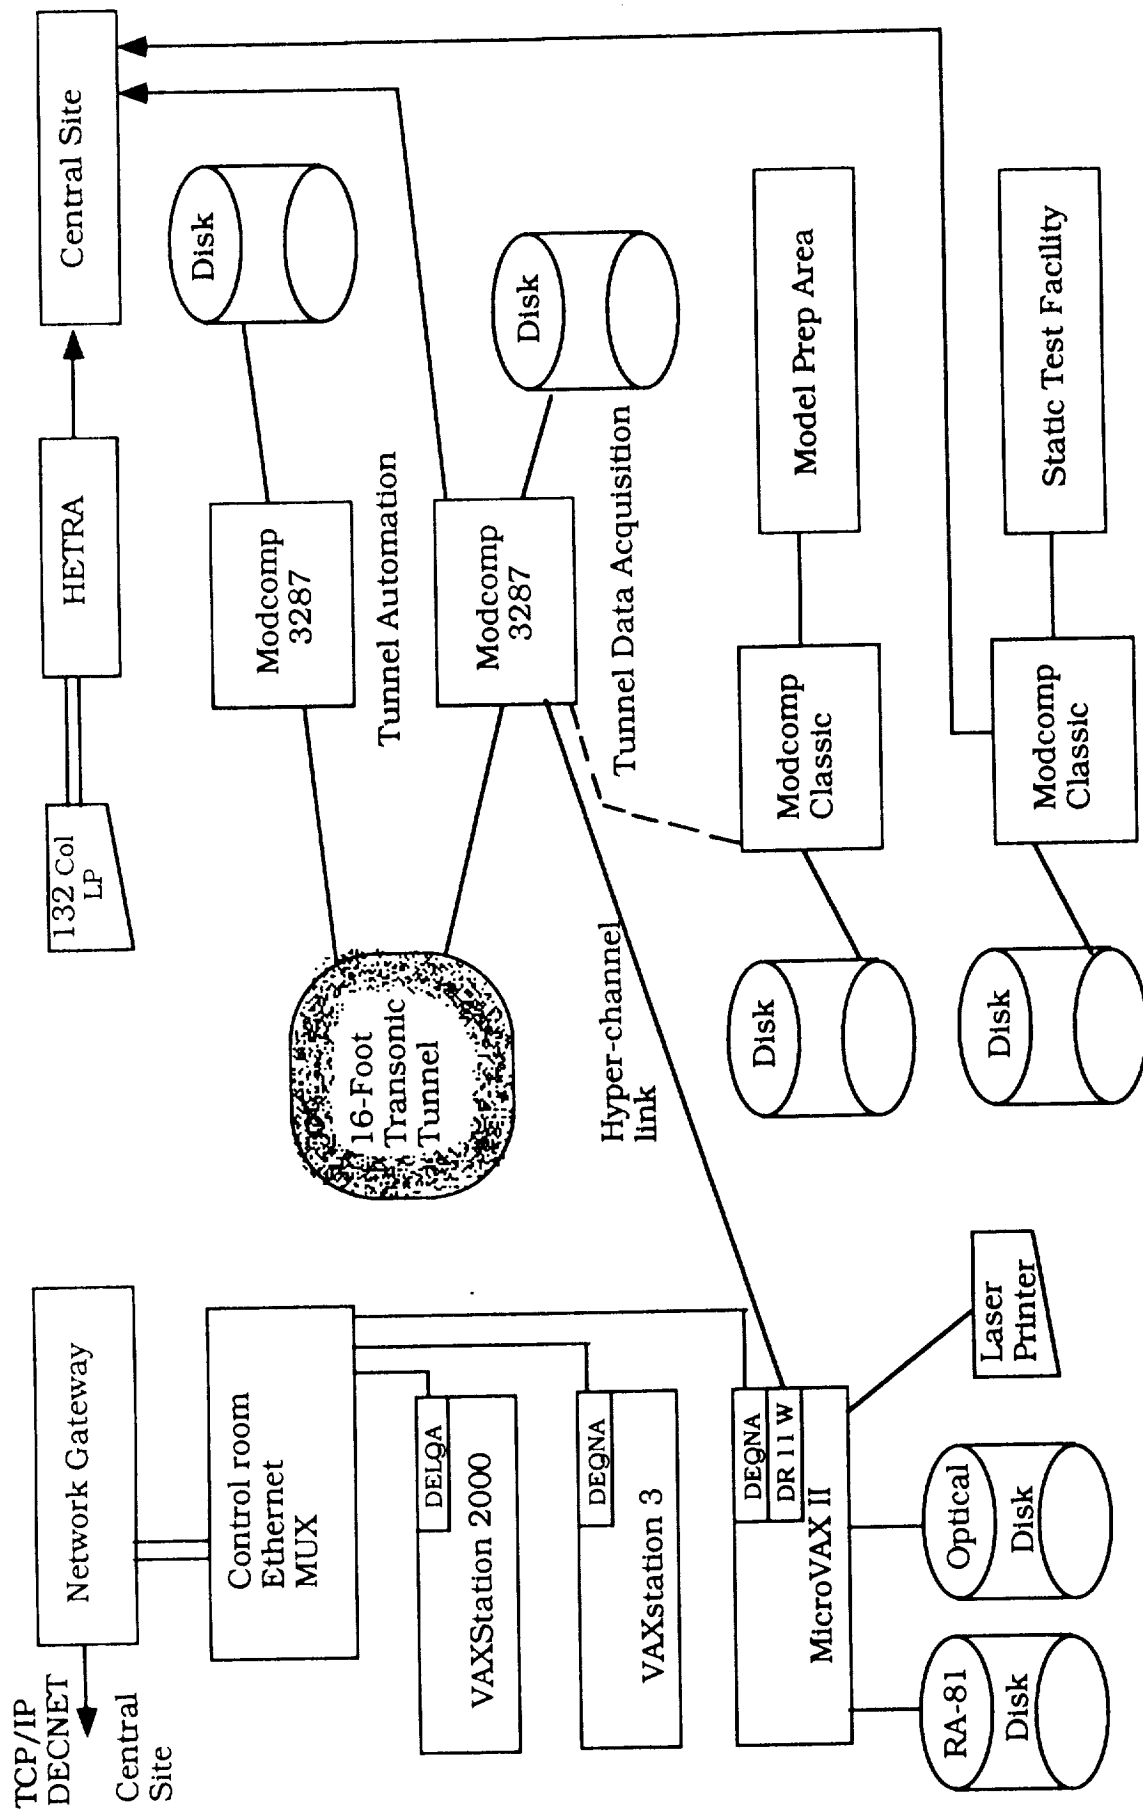 TCP/IP
DECNET
Central
Site
Network Gateway
132 Col
LP
HETRA
Central Site
Control room
Ethernet
MUX
16-Foot
Transonic
Tunnel
Modcomp
3287
Disk
Tunnel Automation
DELQA
VAXStation 2000
Modcomp
3287
Disk
Tunnel Data Acquisition
DEQNA
VAXstation 3
Hyper-channel
link
DEQNA
DR 11 W
MicroVAX II
Disk
Modcomp
Classic
Model Prep Area
RA-81
Disk
Optical
Disk
Laser
Printer
Disk
Modcomp
Classic
Static Test Facility